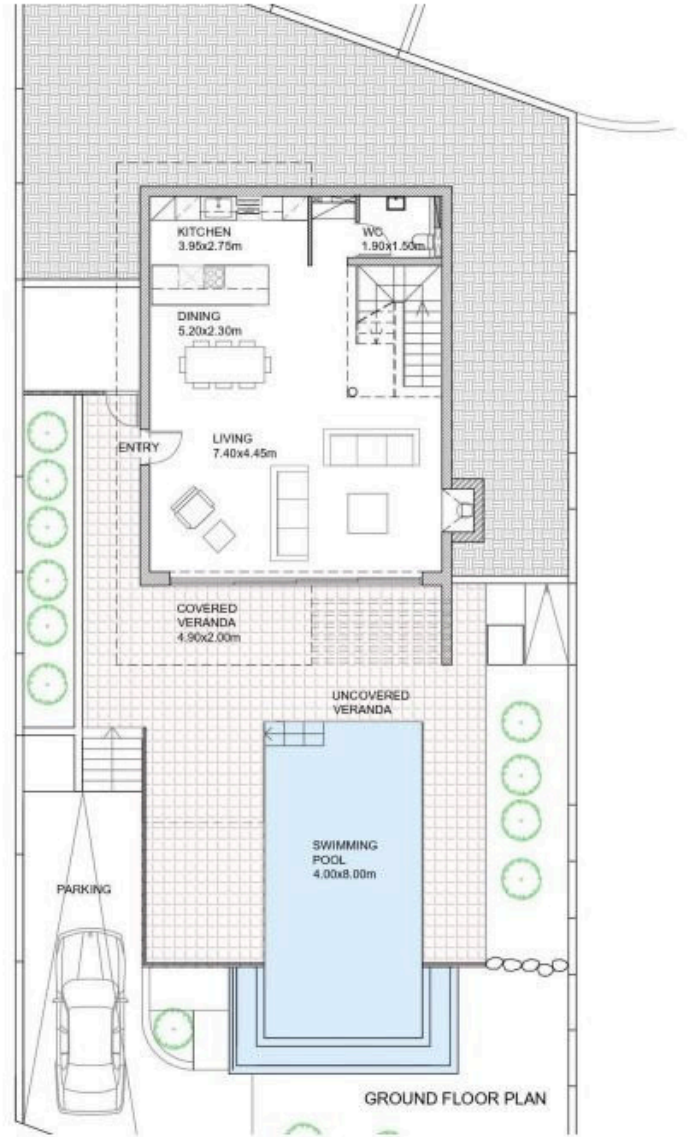 KITCHEN
3.95x2.75m
WC
1.90x1.50m
DINING
5.20x2.30m
ENTRY
LIVING
7.40x4.45m
COVERED
VERANDA
4.90x2.00m
UNCOVERED
VERANDA
SWIMMING
POOL
4.00x8.00m
PARKING
GROUND FLOOR PLAN